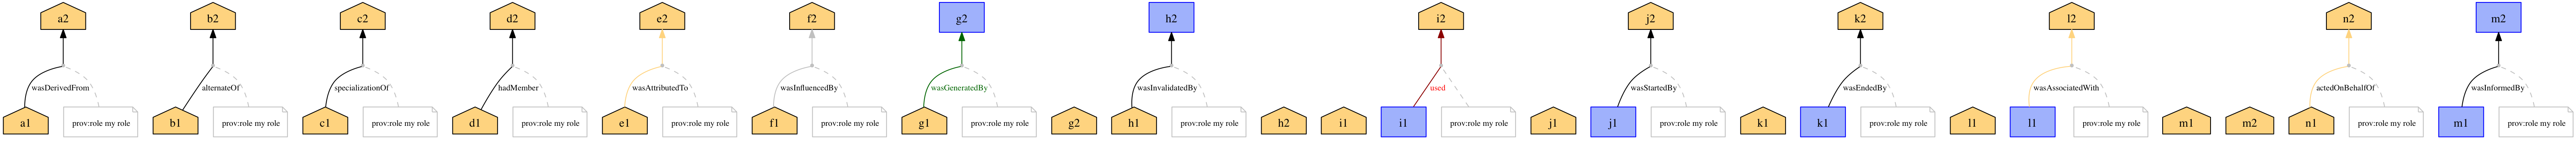 a2 b2 c2 d2 e2 f2 g2 h2 i2 j2 k2 l2 n2 m2
wasDerivedFrom alternateOf specializationOf hadMember wasAttributedTo wasInfluencedBy wasGeneratedBy wasInvalidatedBy used wasStartedBy wasEndedBy wasAssociatedWith actedOnBehalfOf wasInformedBy
a1 prov:role my role b1 prov:role my role c1 prov:role my role d1 prov:role my role e1 prov:role my role f1 prov:role my role g1 prov:role my role g2 h1 prov:role my role h2 i1 i1 prov:role my role j1 j1 prov:role my role k1 k1 prov:role my role l1 l1 prov:role my role m1 m2 n1 prov:role my role m1 prov:role my role